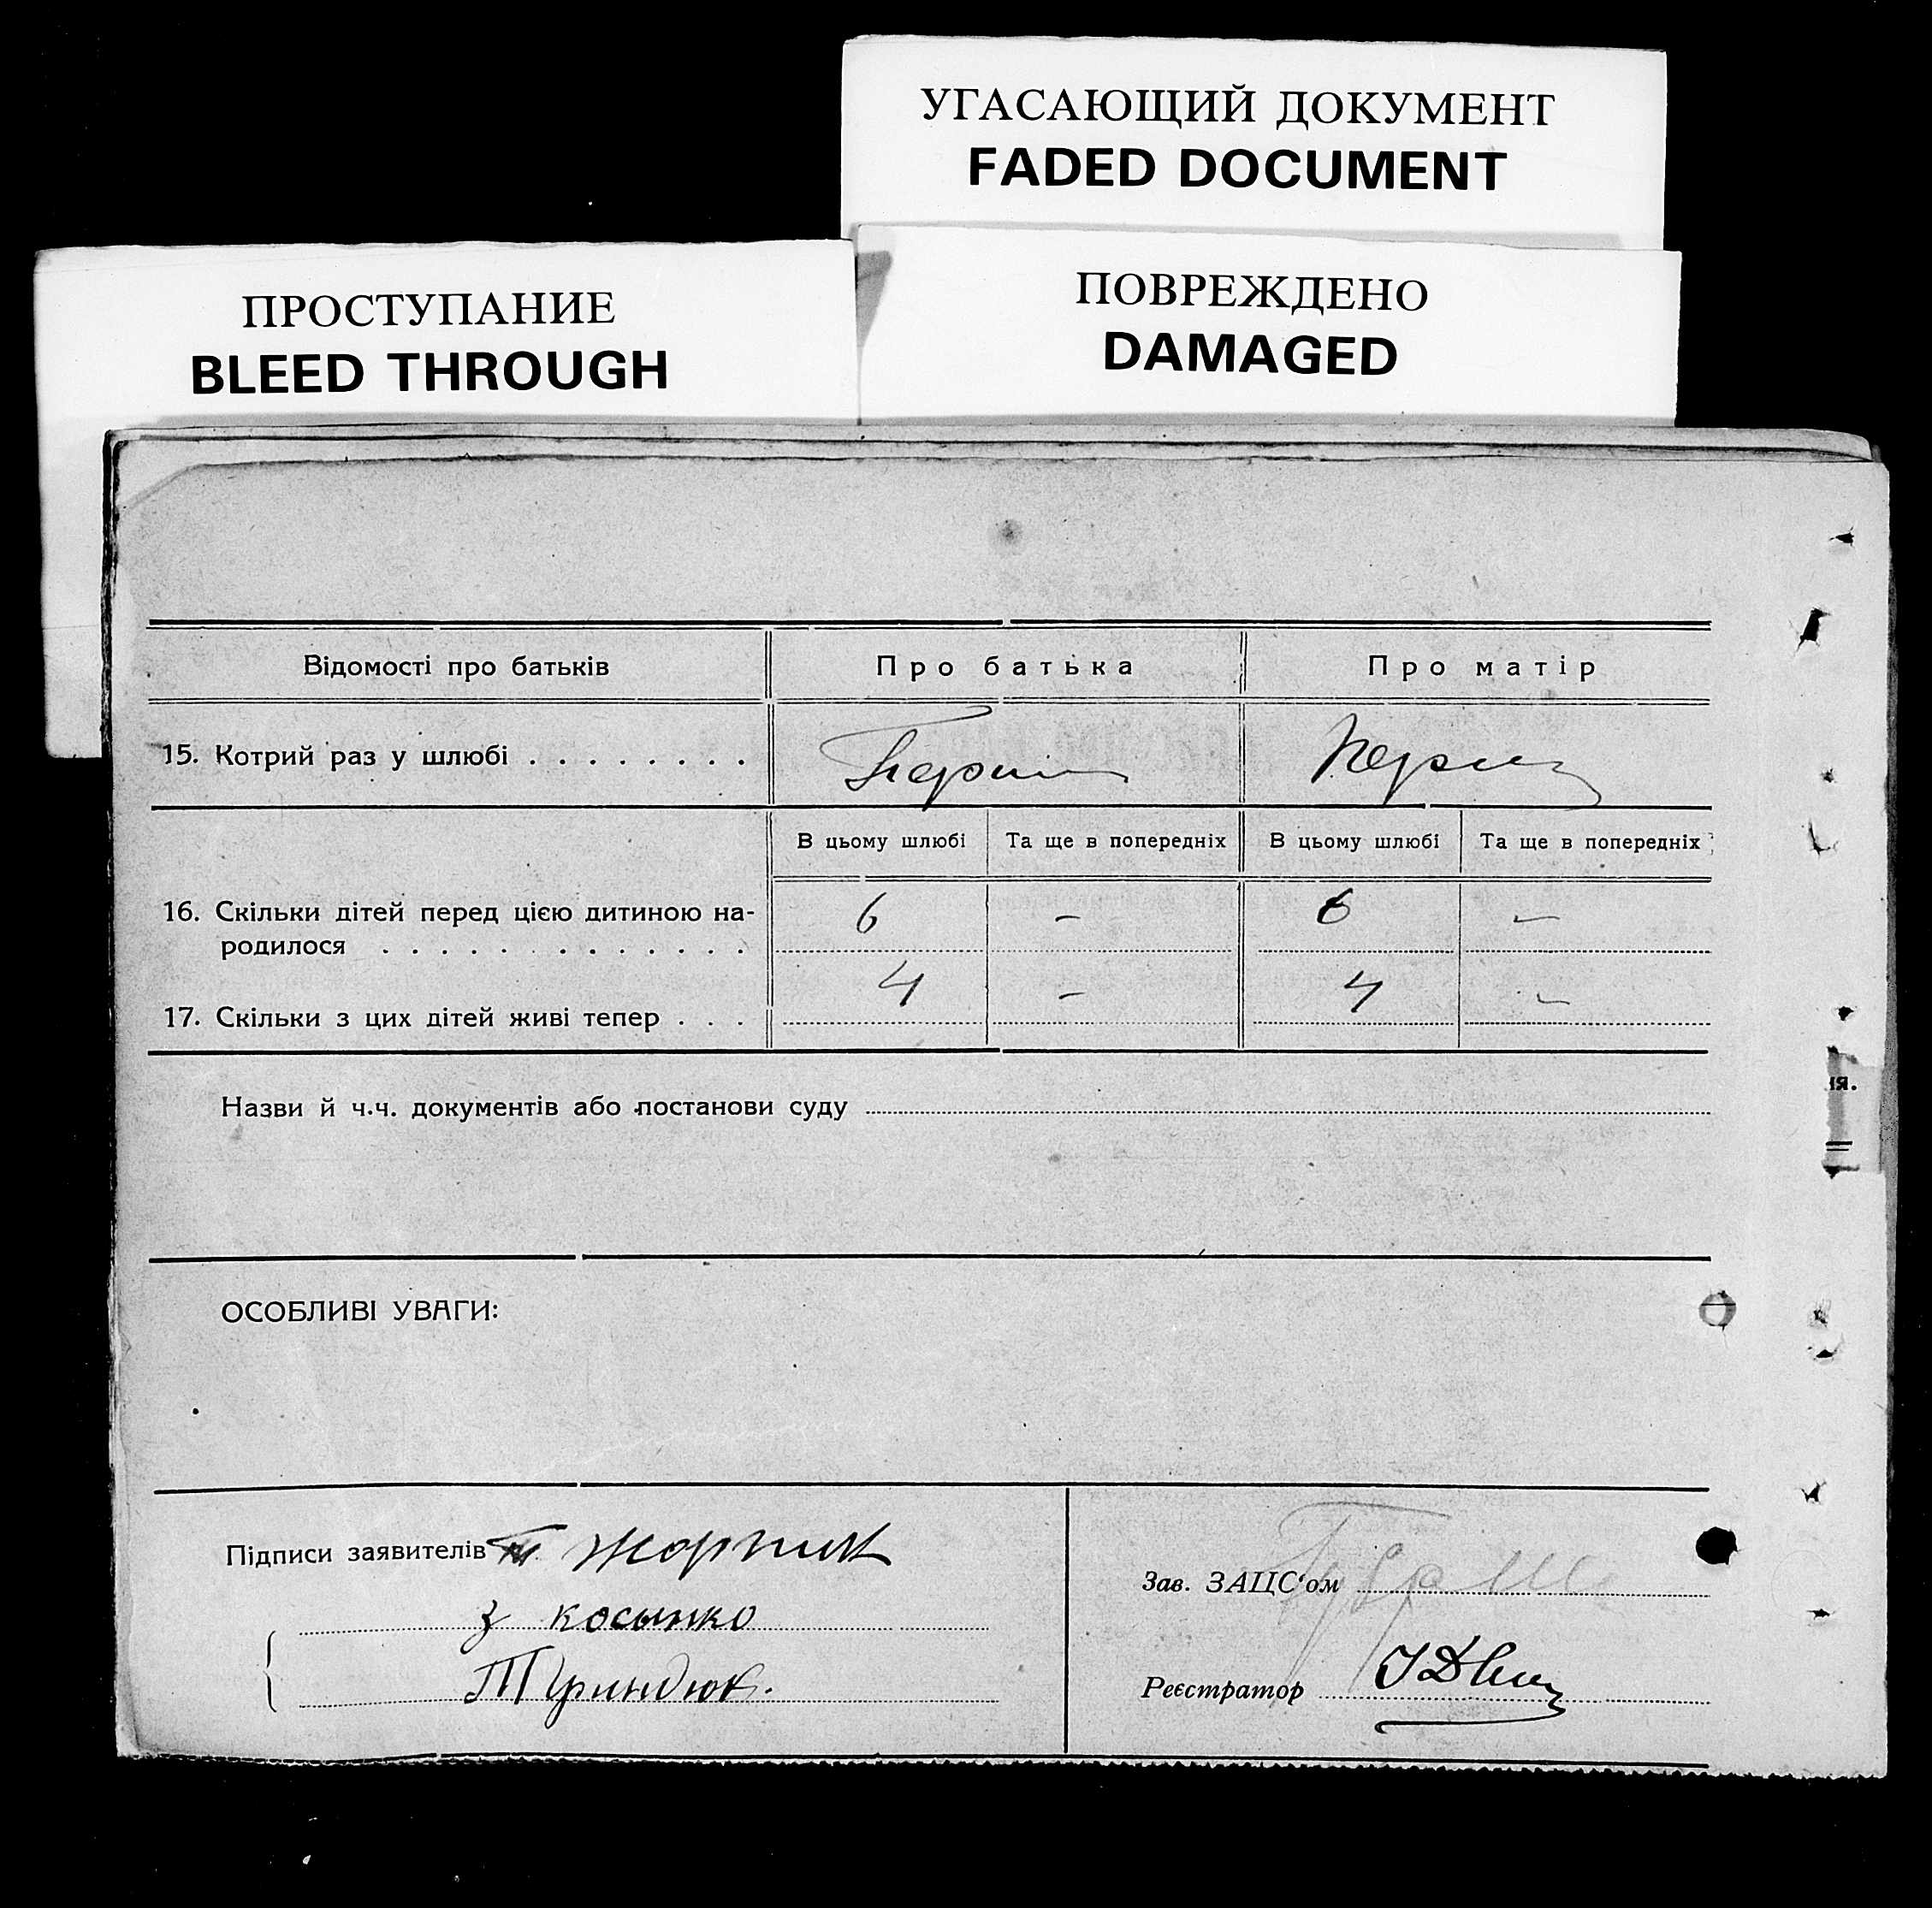 УГАСАЮЩИЙ ДОКУМЕНТ
FADED DOCUMENT
ПРОСТУПАНИЕ
BLEED THROUGH
ПОВРЕЖДЕНО
DAMAGED
Відомості про батьків Про батька Про матір
15. Котрий раз у шлюбі . . . . . . . .
В цьому шлюбі Та ще в попередніх В цьому шлюбі Та ще в попередніх
16. Скільки дітей перед цією дитиною на- 6 – 6 –
родилося . . . . . . . . . . . . .
17. Скільки з цих дітей живі тепер . . . 4 – 4 –
ія.
Назви й ч.ч. документів або постанови суду
ОСОБЛИВІ УВАГИ:
Підписи заявителів
з косынко
Зав. ЗАЦС'ом
Т Гриндюк.
Реєстратор